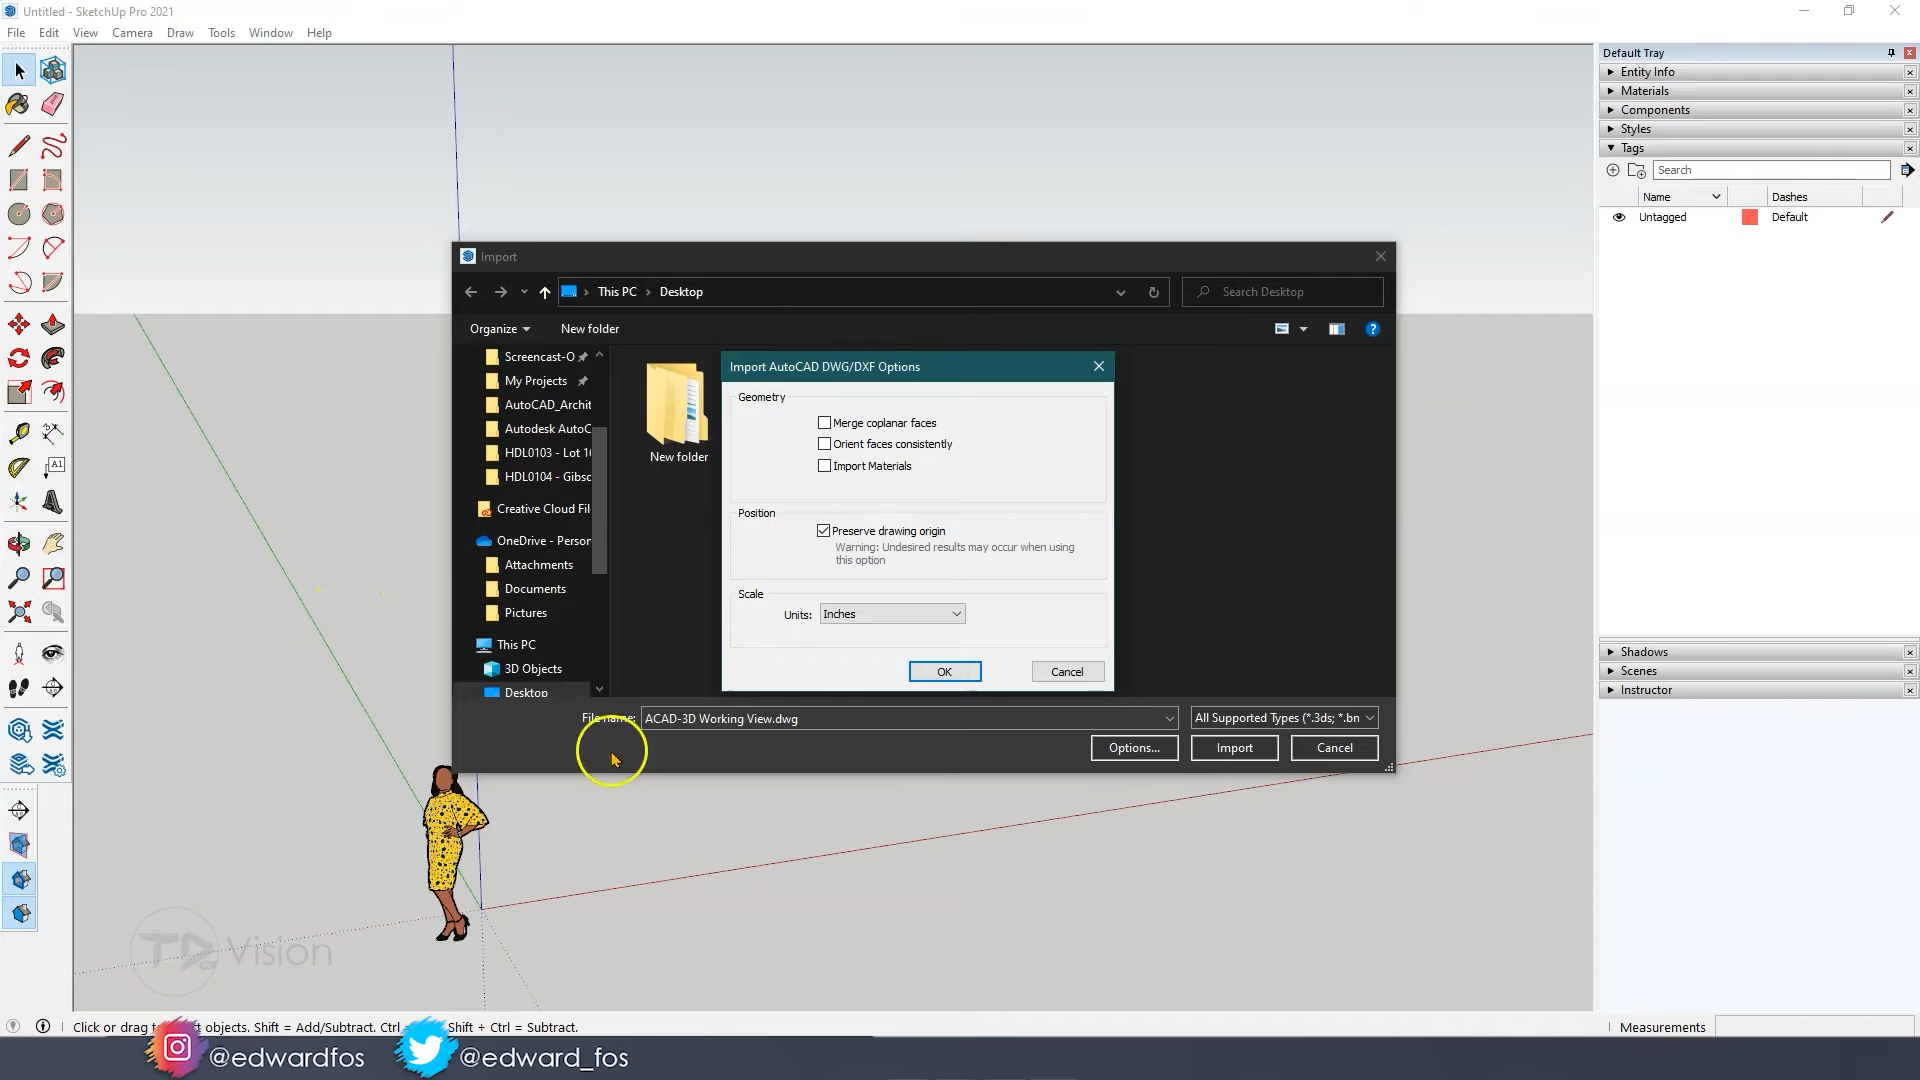 Untitled - SketchUp Pro 2021
File Edit View Camera Draw Tools Window Help
Default Tray
Entity Info
Materials
Components
Styles
Tags
Search
Name Dashes
Untagged Default
Shadows
Scenes
Instructor
Import
This PC › Desktop
Search Desktop
Organize New folder
Screencast-O
My Projects
AutoCAD_Archit
Autodesk AutoC
HDL0103 - Lot 16
HDL0104 - Gibsc
Creative Cloud Fil
OneDrive - Person
Attachments
Documents
Pictures
This PC
3D Objects
Desktop
New folder
Import AutoCAD DWG/DXF Options
Geometry
Merge coplanar faces
Orient faces consistently
Import Materials
Position
Preserve drawing origin
Warning: Undesired results may occur when using
this option
Scale
Units: Inches
OK Cancel
File name: ACAD-3D Working View.dwg All Supported Types (*.3ds; *.bn
Options... Import Cancel
A1
TD Vision
Click or drag to objects. Shift = Add/Subtract. Ctrl Shift + Ctrl = Subtract.
Measurements
@edwardfos @edward_fos